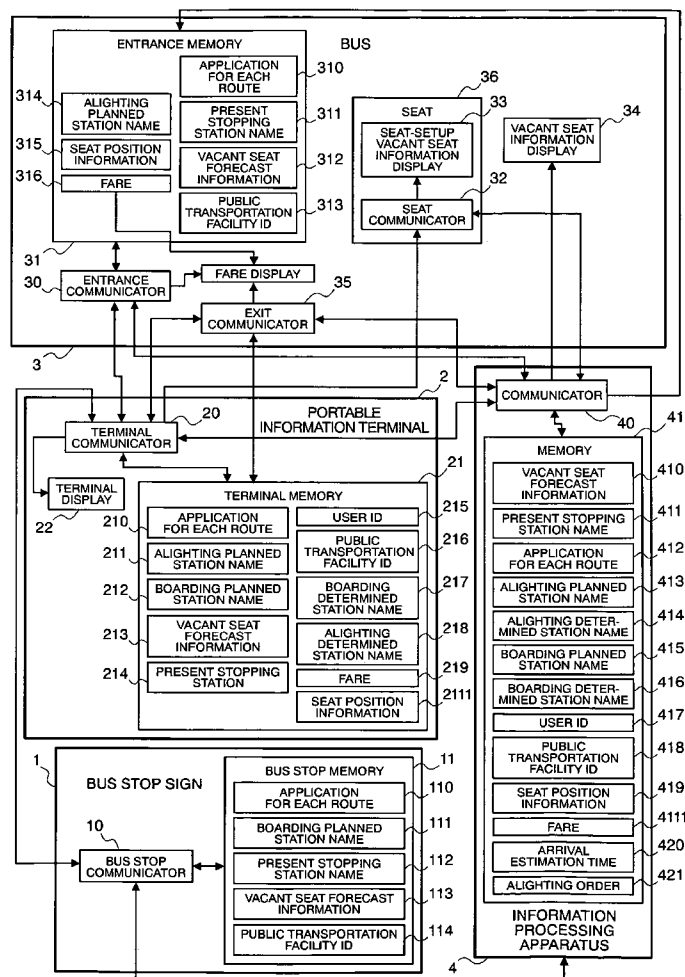 BUS
ENTRANCE MEMORY
310
APPLICATION
FOR EACH
ROUTE
314
ALIGHTING
PLANNED
STATION NAME
311
PRESENT
STOPPING
STATION NAME
315
SEAT POSITION
INFORMATION
312
VACANT SEAT
FORECAST
INFORMATION
316
FARE
313
PUBLIC
TRANSPORTATION
FACILITY ID
31
30
ENTRANCE
COMMUNICATOR
FARE DISPLAY
35
EXIT
COMMUNICATOR
36
SEAT
33
SEAT-SETUP
VACANT SEAT
INFORMATION
DISPLAY
32
SEAT
COMMUNICATOR
34
VACANT SEAT
INFORMATION
DISPLAY
3
2
PORTABLE
INFORMATION TERMINAL
20
TERMINAL
COMMUNICATOR
TERMINAL
DISPLAY
22
21
TERMINAL MEMORY
210
APPLICATION
FOR EACH ROUTE
211
ALIGHTING PLANNED
STATION NAME
212
BOARDING PLANNED
STATION NAME
213
VACANT SEAT
FORECAST
INFORMATION
214
PRESENT STOPPING
STATION
215
USER ID
216
PUBLIC
TRANSPORTATION
FACILITY ID
217
BOARDING
DETERMINED
STATION NAME
218
ALIGHTING
DETERMINED
STATION NAME
219
FARE
2111
SEAT POSITION
INFORMATION
1
BUS STOP SIGN
10
BUS STOP
COMMUNICATOR
11
BUS STOP MEMORY
110
APPLICATION
FOR EACH ROUTE
111
BOARDING PLANNED
STATION NAME
112
PRESENT STOPPING
STATION NAME
113
VACANT SEAT FORECAST
INFORMATION
114
PUBLIC TRANSPORTATION
FACILITY ID
COMMUNICATOR
40
41
MEMORY
410
VACANT SEAT
FORECAST
INFORMATION
411
PRESENT STOPPING
STATION NAME
412
APPLICATION
FOR EACH ROUTE
413
ALIGHTING PLANNED
STATION NAME
414
ALIGHTING DETER-
MINED STATION NAME
415
BOARDING PLANNED
STATION NAME
416
BOARDING DETER-
MINED STATION NAME
417
USER ID
418
PUBLIC
TRANSPORTATION
FACILITY ID
419
SEAT POSITION
INFORMATION
4111
FARE
420
ARRIVAL
ESTIMATION TIME
421
ALIGHTING ORDER
INFORMATION
PROCESSING
APPARATUS
4